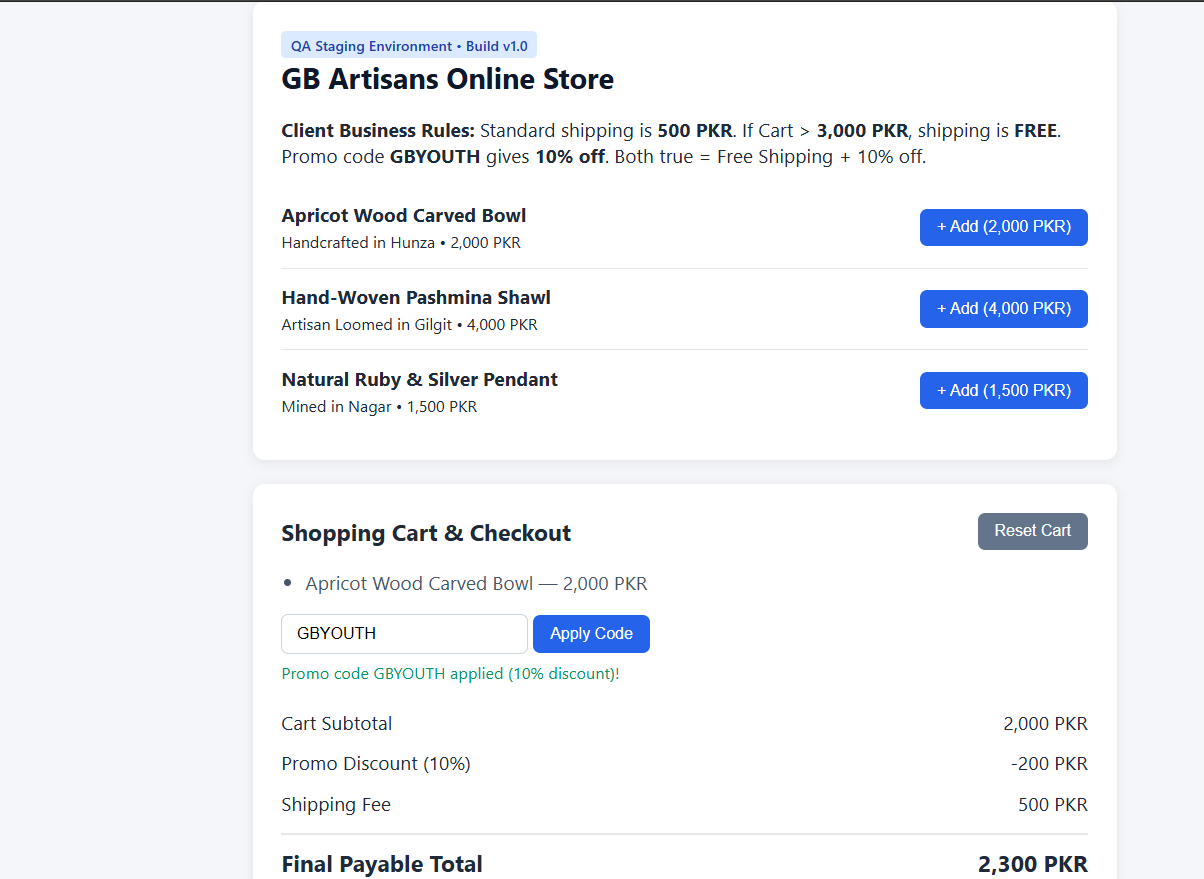 QA Staging Environment • Build v1.0
GB Artisans Online Store
Client Business Rules: Standard shipping is 500 PKR. If Cart > 3,000 PKR, shipping is FREE.
Promo code GBYOUTH gives 10% off. Both true = Free Shipping + 10% off.
Apricot Wood Carved Bowl
Handcrafted in Hunza • 2,000 PKR
+ Add (2,000 PKR)
Hand-Woven Pashmina Shawl
Artisan Loomed in Gilgit • 4,000 PKR
+ Add (4,000 PKR)
Natural Ruby & Silver Pendant
Mined in Nagar • 1,500 PKR
+ Add (1,500 PKR)
Shopping Cart & Checkout
Reset Cart
• Apricot Wood Carved Bowl — 2,000 PKR
GBYOUTH
Apply Code
Promo code GBYOUTH applied (10% discount)!
Cart Subtotal 2,000 PKR
Promo Discount (10%) -200 PKR
Shipping Fee 500 PKR
Final Payable Total 2,300 PKR